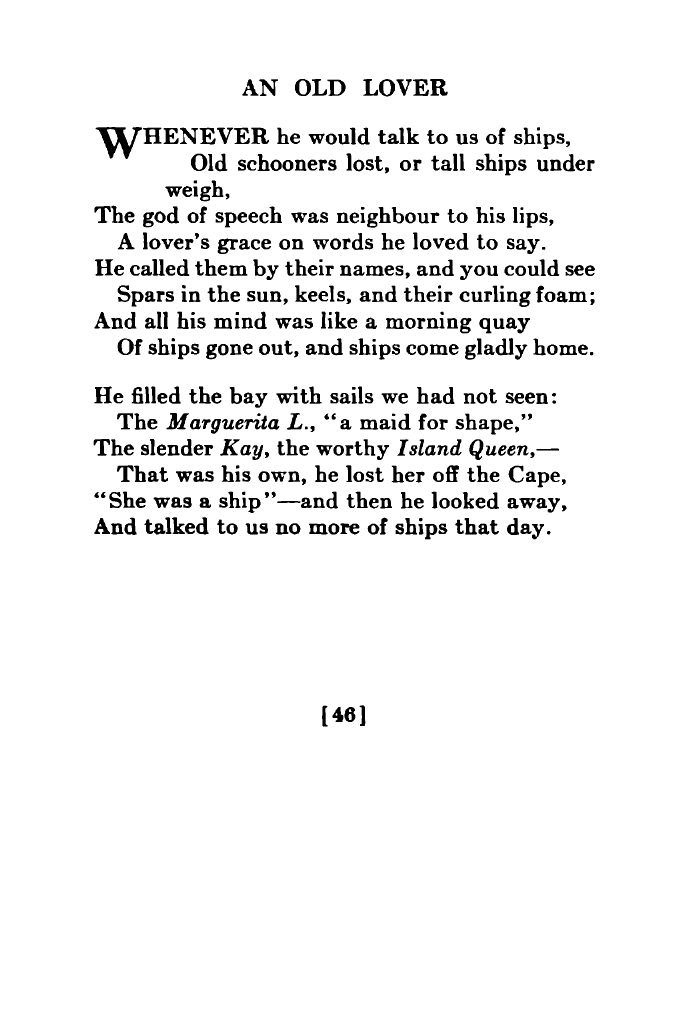 AN OLD LOVER
WHENEVER he would talk to us of ships,
Old schooners lost, or tall ships under
weigh,
The god of speech was neighbour to his lips,
A lover's grace on words he loved to say.
He called them by their names, and you could see
Spars in the sun, keels, and their curling foam;
And all his mind was like a morning quay
Of ships gone out, and ships come gladly home.
He filled the bay with sails we had not seen:
The Marguerita L., “a maid for shape,”
The slender Kay, the worthy Island Queen,—
That was his own, he lost her off the Cape,
“She was a ship”—and then he looked away,
And talked to us no more of ships that day.
[46]